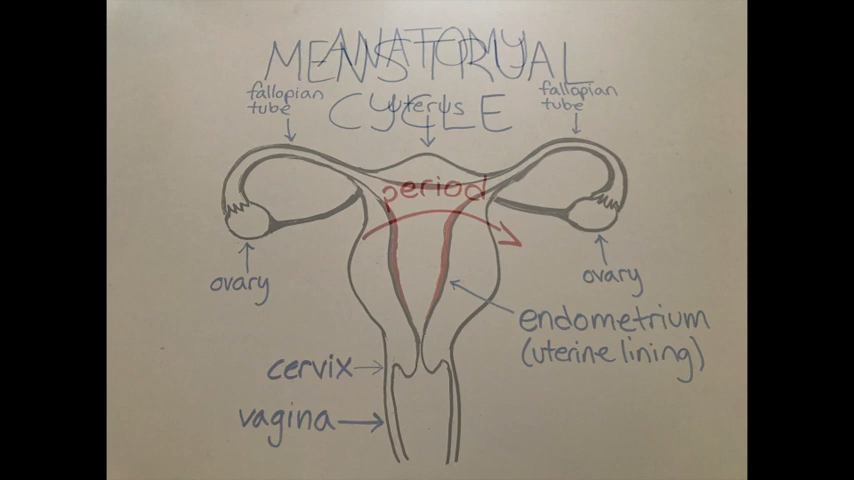 ANATOMY
MENSTRUAL
CYCLE
fallopian
tube
uterus
fallopian
tube
period
ovary
ovary
endometrium
(uterine lining)
cervix
vagina